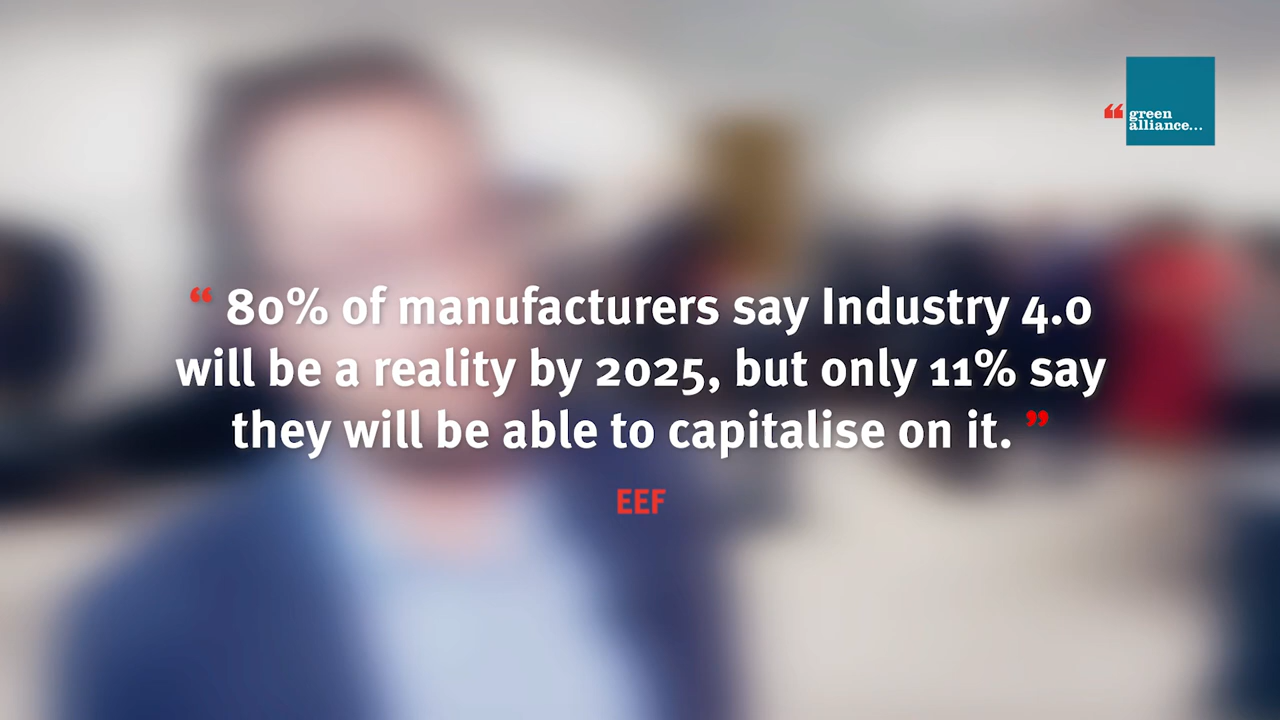 “green
alliance...
“ 80% of manufacturers say Industry 4.0
will be a reality by 2025, but only 11% say
they will be able to capitalise on it. ”
EEF